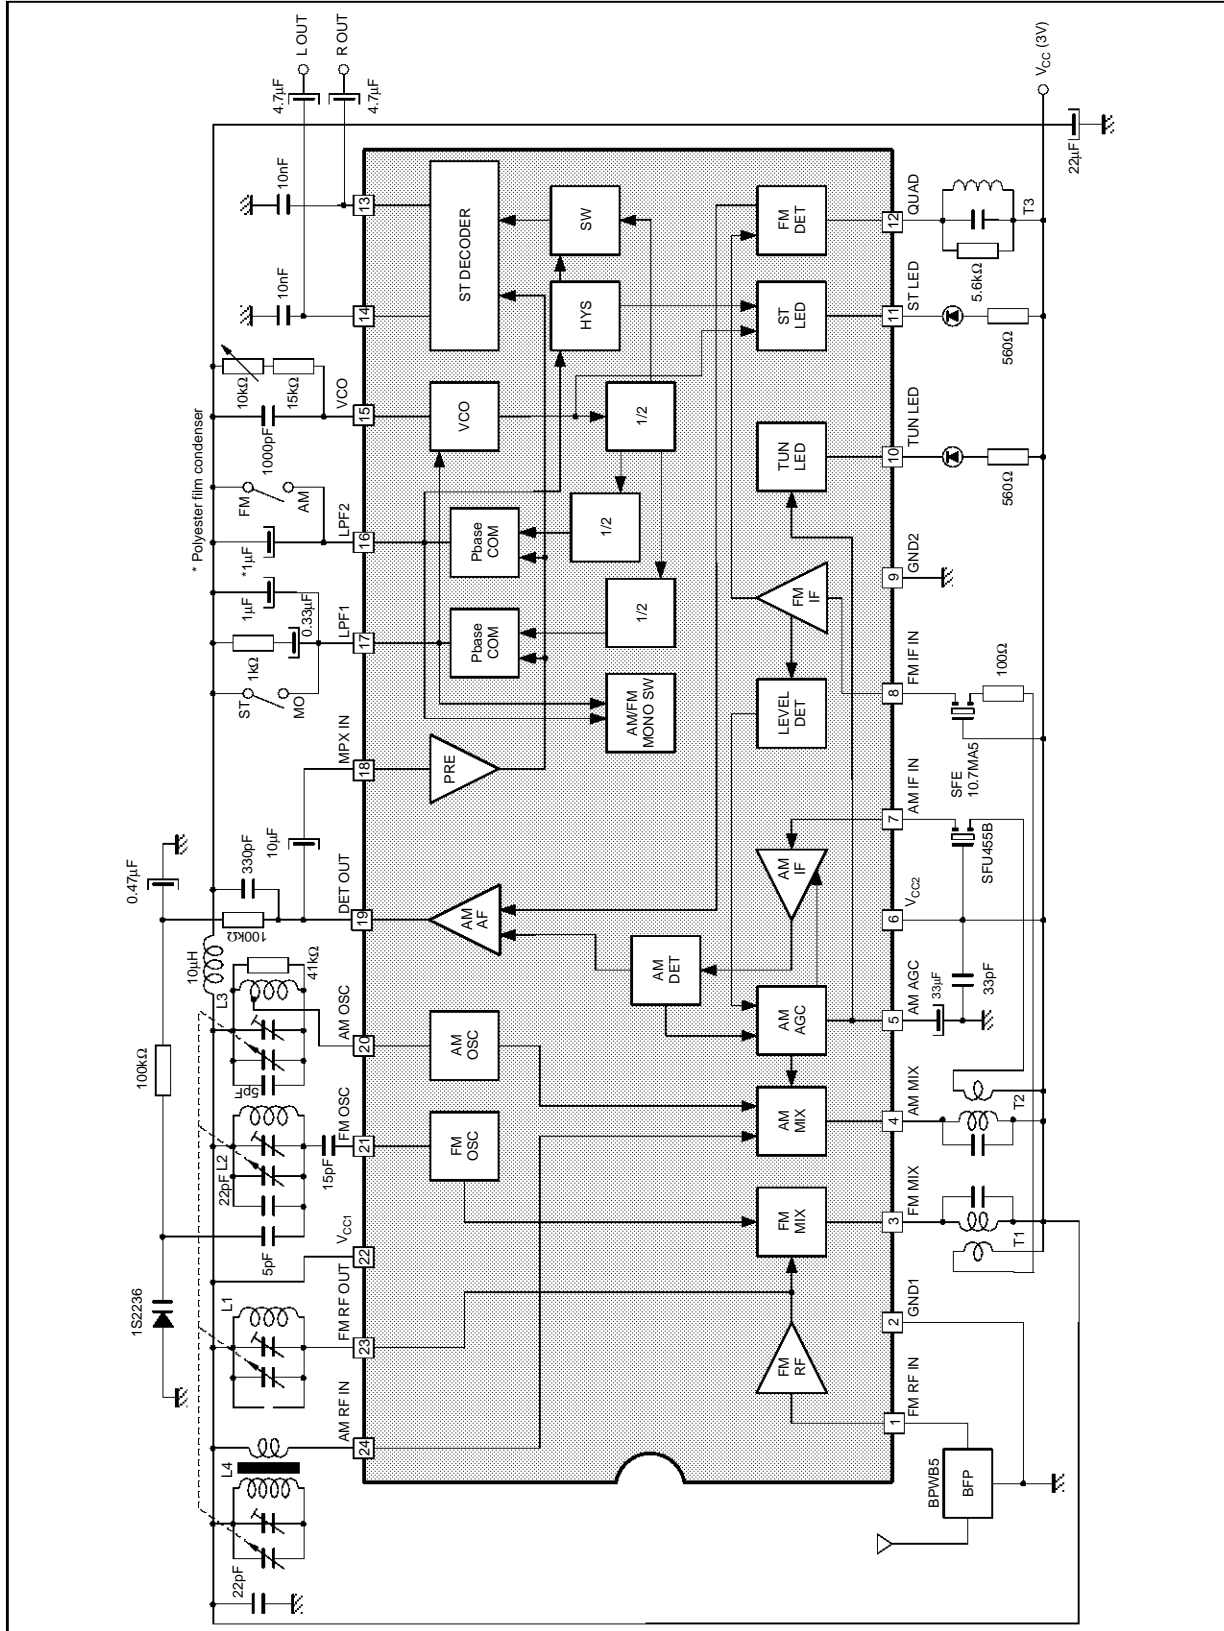 L OUT
R OUT
4.7µF
4.7µF
VCC (3V)
22µF
10nF
10nF
10kΩ
15kΩ
VCO
1000pF
* Polyester film condenser
FM
AM
LPF2
*1µF
1µF
0.33µF
LPF1
1kΩ
ST
MO
MPX IN
10µF
0.47µF
330pF
DET OUT
100kΩ
10µH
41kΩ
L3
AM OSC
5pF
100kΩ
L2
22pF
FM OSC
15pF
5pF
VCC1
1S2236
L1
FM RF OUT
AM RF IN
L4
22pF
13
14
15
16
17
18
19
20
21
22
23
24
ST DECODER
SW
HYS
VCO
1/2
1/2
1/2
Pbase
COM
Pbase
COM
AM/FM
MONO SW
PRE
AM
AF
AM
DET
AM
OSC
FM
OSC
FM
DET
ST
LED
TUN
LED
FM
IF
LEVEL
DET
AM
IF
AM
AGC
AM
MIX
FM
MIX
FM
RF
12
11
10
9
8
7
6
5
4
3
2
1
QUAD
T3
5.6kΩ
ST LED
560Ω
TUN LED
560Ω
GND2
FM IF IN
100Ω
SFE
10.7MA5
AM IF IN
SFU455B
VCC2
33pF
33µF
AM AGC
AM MIX
T2
FM MIX
T1
GND1
FM RF IN
BPWB5
BFP